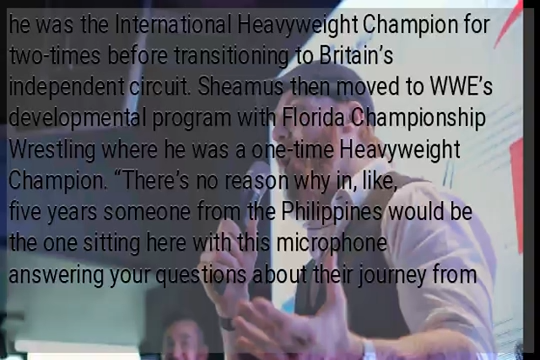 he was the International Heavyweight Champion for
two-times before transitioning to Britain’s
independent circuit. Sheamus then moved to WWE’s
developmental program with Florida Championship
Wrestling where he was a one-time Heavyweight
Champion. “There’s no reason why in, like,
five years someone from the Philippines would be
the one sitting here with this microphone
answering your questions about their journey from